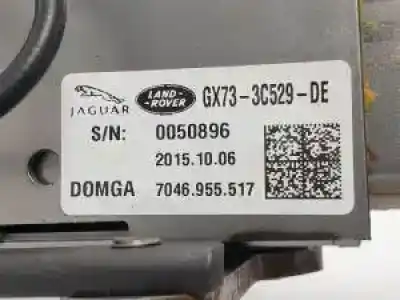 JAGUAR LAND-ROVER GX73-3C529-DE
S/N: 0050896
2015.10.06
DOMGA 7046.955.517